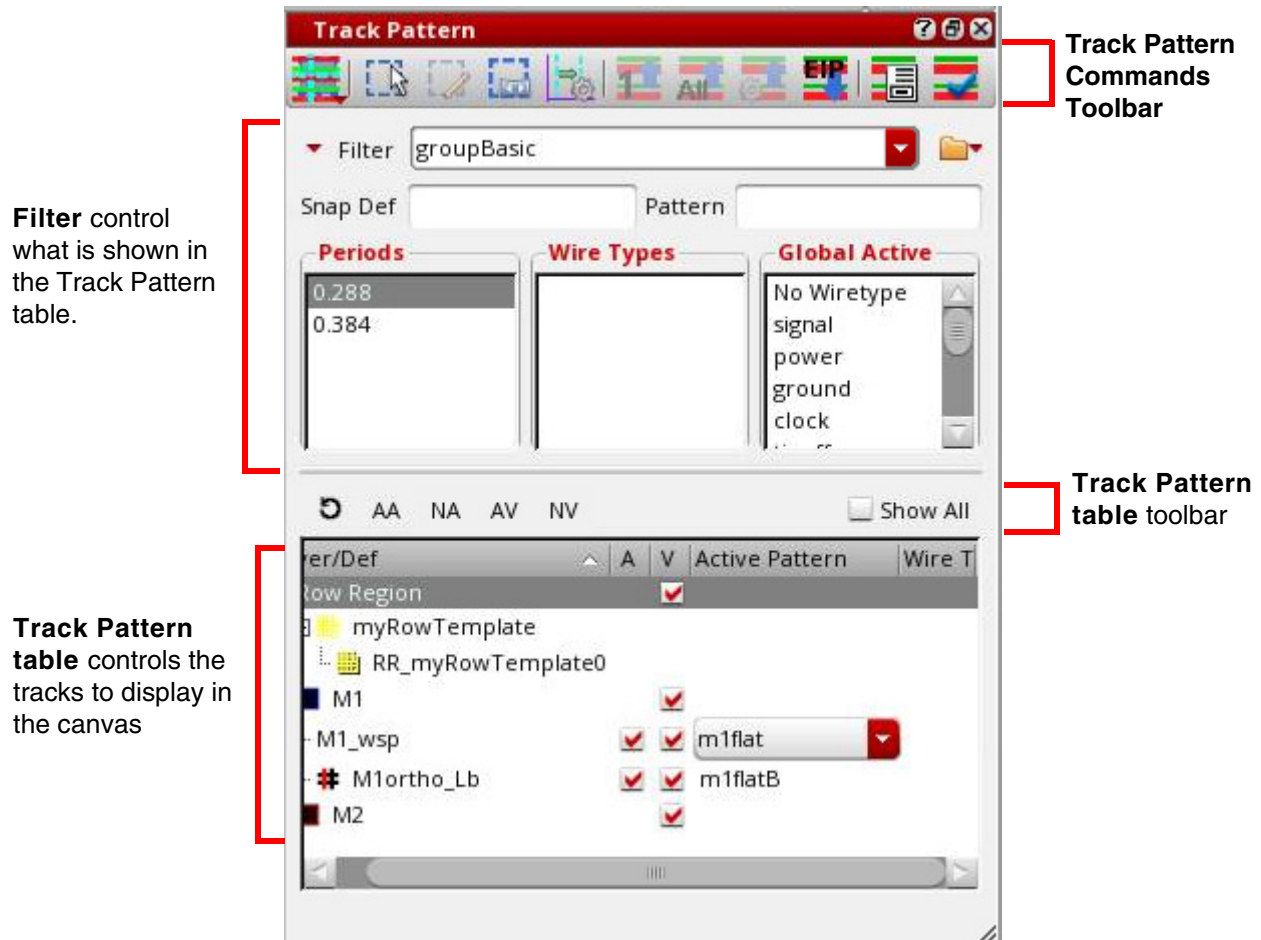 Track Pattern
1
All
EIP
Track Pattern
Commands
Toolbar
Filter groupBasic
Snap Def Pattern
Filter control
what is shown in
the Track Pattern
table.
Periods Wire Types Global Active
0.288
0.384
No Wiretype
signal
power
ground
clock
AA NA AV NV Show All
Track Pattern
table toolbar
Track Pattern
table controls the
tracks to display in
the canvas
er/Def A V Active Pattern Wire T
Row Region
myRowTemplate
RR_myRowTemplate0
M1
M1_wsp m1flat
M1ortho_Lb m1flatB
M2